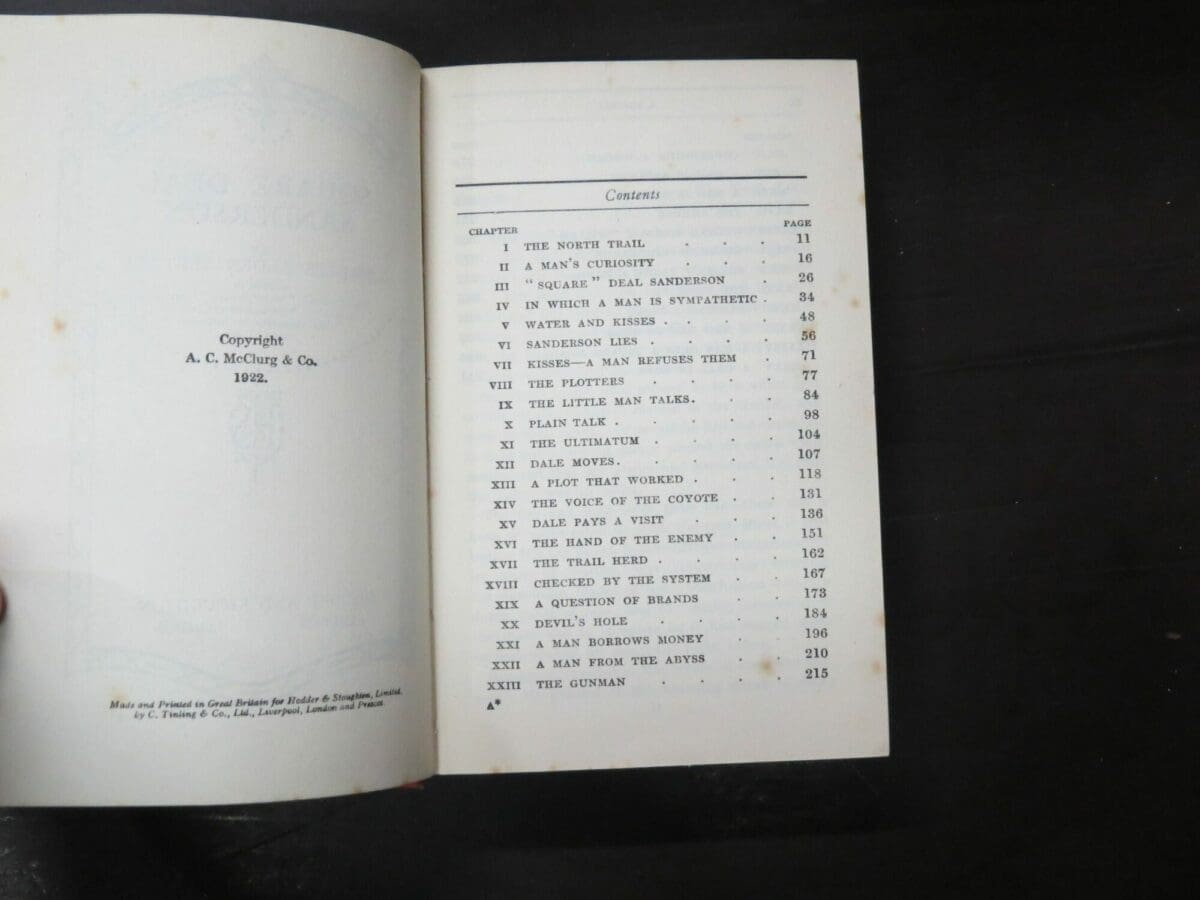 Copyright
A. C. McClurg & Co.
1922.
Made and Printed in Great Britain for Hodder & Stoughton, Limited,
by C. Tinling & Co., Ltd., Liverpool, London and Prescot.
Contents
CHAPTER PAGE
I THE NORTH TRAIL . . . 11
II A MAN'S CURIOSITY . . . 16
III "SQUARE" DEAL SANDERSON . 26
IV IN WHICH A MAN IS SYMPATHETIC . 34
V WATER AND KISSES . . . . 48
VI SANDERSON LIES . . . . . 56
VII KISSES—A MAN REFUSES THEM . 71
VIII THE PLOTTERS . . . . 77
IX THE LITTLE MAN TALKS. . . 84
X PLAIN TALK . . . . . 98
XI THE ULTIMATUM . . . . 104
XII DALE MOVES. . . . . 107
XIII A PLOT THAT WORKED . . . 118
XIV THE VOICE OF THE COYOTE . . 131
XV DALE PAYS A VISIT . . . 136
XVI THE HAND OF THE ENEMY . . 151
XVII THE TRAIL HERD . . . . 162
XVIII CHECKED BY THE SYSTEM . . 167
XIX A QUESTION OF BRANDS . . 173
XX DEVIL'S HOLE . . . . 184
XXI A MAN BORROWS MONEY . . 196
XXII A MAN FROM THE ABYSS . . 210
XXIII THE GUNMAN . . . . 215
A*